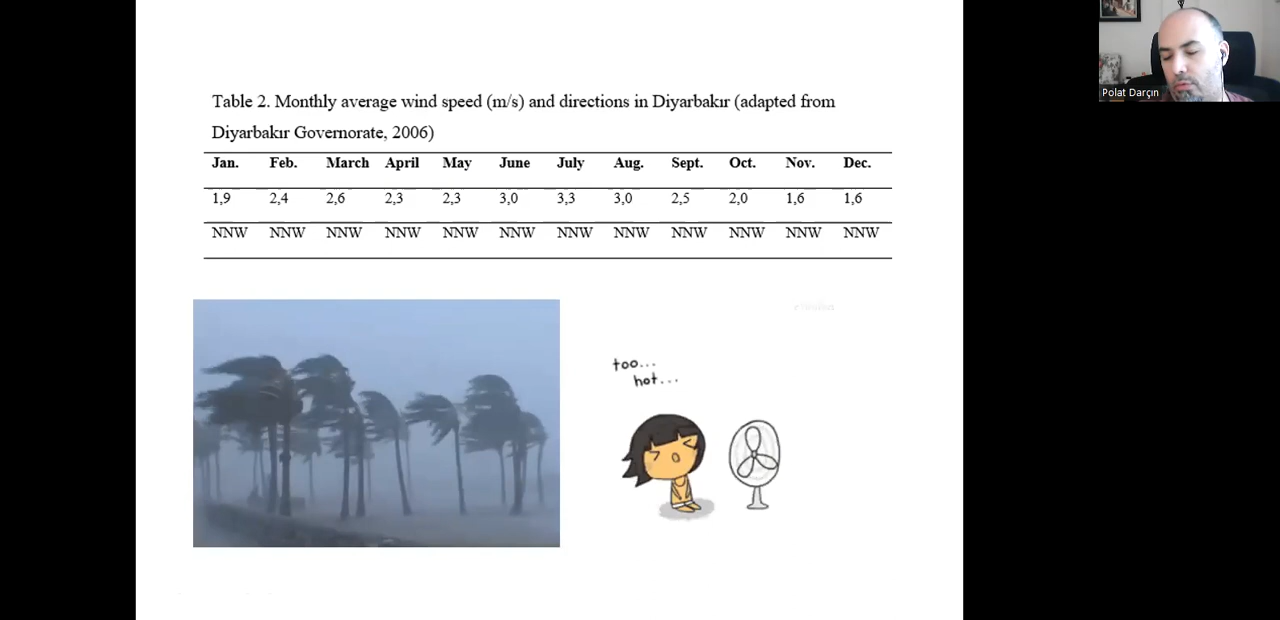 Table 2. Monthly average wind speed (m/s) and directions in Diyarbakır (adapted from
Diyarbakır Governorate, 2006)
Jan. Feb. March April May June July Aug. Sept. Oct. Nov. Dec.
1,9 2,4 2,6 2,3 2,3 3,0 3,3 3,0 2,5 2,0 1,6 1,6
NNW NNW NNW NNW NNW NNW NNW NNW NNW NNW NNW NNW
too...
hot...
Polat Darçın